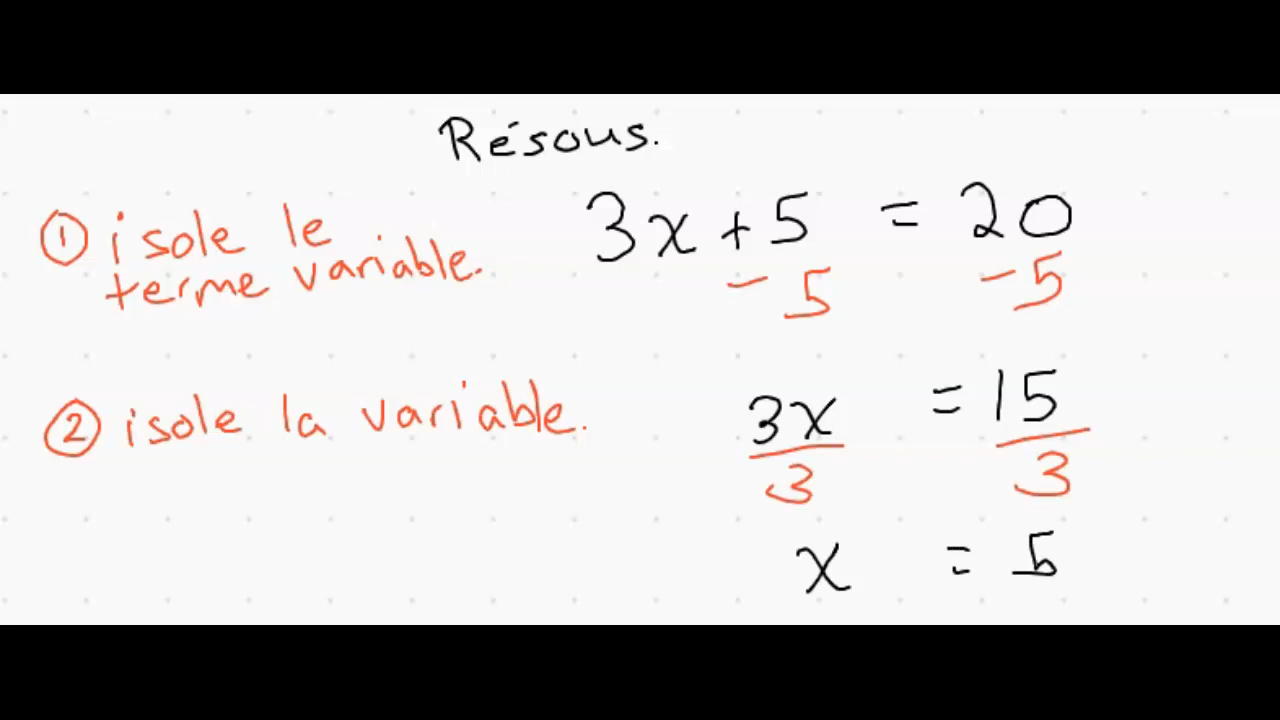 Résous.
① isole le 3x + 5 = 20
terme variable. - 5 - 5
② isole la variable. 3x = 15
3 3
x = 5